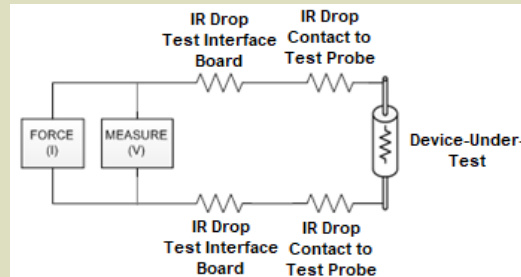 IR Drop
Test Interface
Board
IR Drop
Contact to
Test Probe
FORCE
(I)
MEASURE
(V)
Device-Under-
Test
IR Drop
Test Interface
Board
IR Drop
Contact to
Test Probe